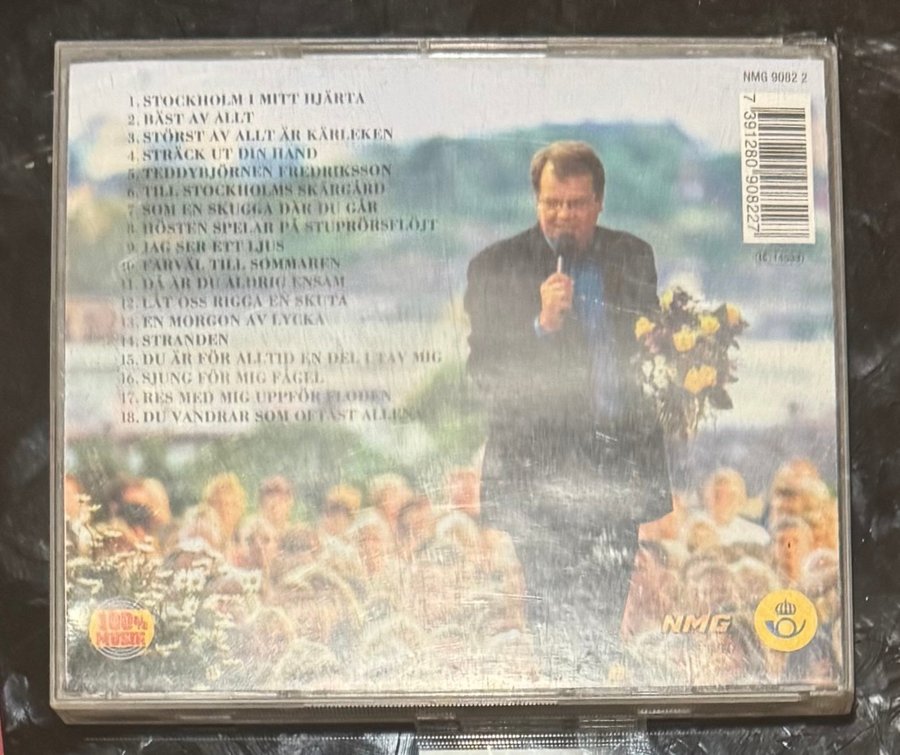 1. STOCKHOLM I MITT HJÄRTA
2. BÄST AV ALLT
3. STÖRST AV ALLT ÄR KÄRLEKEN
4. STRÄCK UT DIN HAND
5. TEDDYBJÖRNEN FREDRIKSSON
6. TILL STOCKHOLMS SKÄRGÅRD
7. SOM EN SKUGGA DÄR DU GÅR
8. HÖSTEN SPELAR PÅ STUPRÖRSFLÖJT
9. JAG SER ETT LJUS
10. FARVÄL TILL SOMMAREN
11. DÅ ÄR DU ALDRIG ENSAM
12. LÅT OSS RIGGA EN SKUTA
13. EN MORGON AV LYCKA
14. STRANDEN
15. DU ÄR FÖR ALLTID EN DEL UTAV MIG
16. SJUNG FÖR MIG FÅGEL
17. RES MED MIG UPPFÖR FLODEN
18. DU VANDRAR SOM OFTAST ALLENA
NMG 9082 2
7 391280 908227
100%
MUSIK
NMG